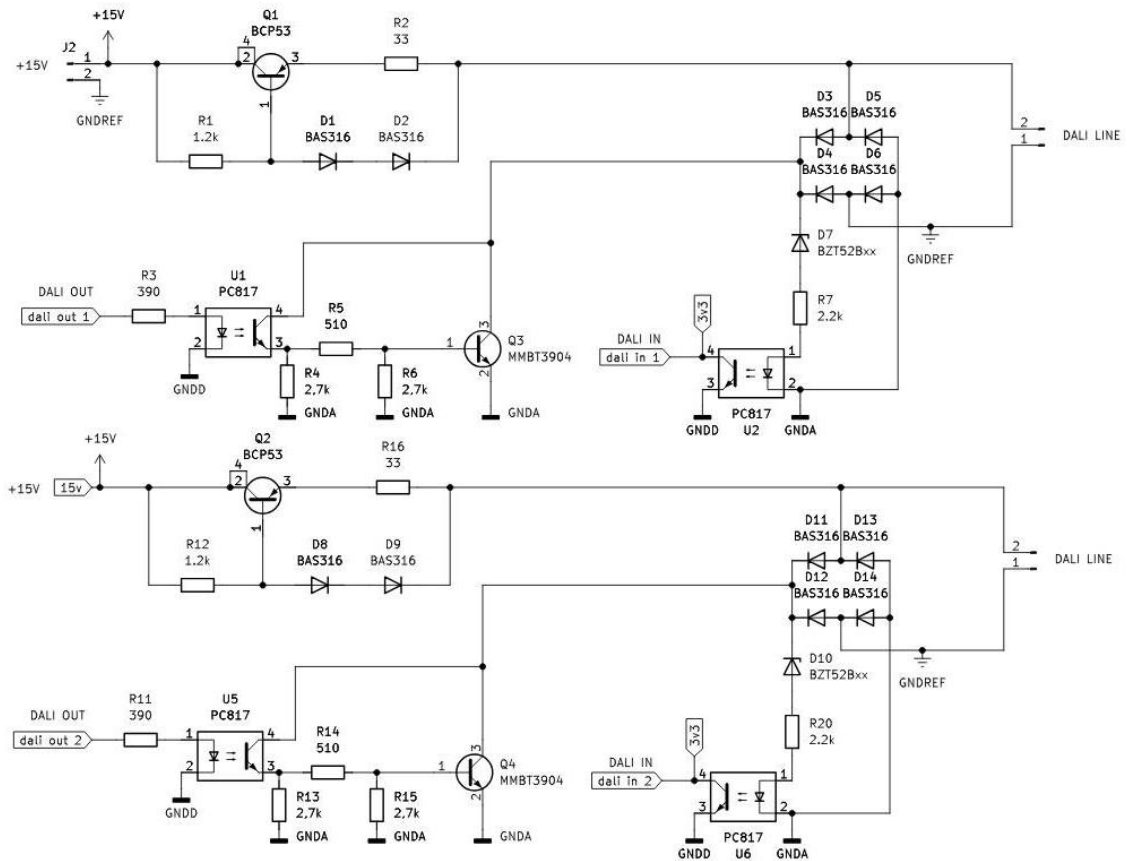 +15V
Q1
BCP53
R2
33
4
2
3
1
J2
+15V
1
2
GNDREF
R1
1.2k
D1
BAS316
D2
BAS316
D3
BAS316
D5
BAS316
D4
BAS316
D6
BAS316
2
1
DALI LINE
GNDREF
D7
BZT52Bxx
R7
2.2k
DALI OUT
dali out 1
R3
390
U1
PC817
1
2
4
3
GNDD
R5
510
R4
2,7k
GNDA
R6
2,7k
GNDA
1
3
2
Q3
MMBT3904
GNDA
3v3
DALI IN
dali in 1
4
3
1
2
PC817
U2
GNDD
GNDA
+15V
Q2
BCP53
R16
33
4
2
3
1
+15V
15v
R12
1.2k
D8
BAS316
D9
BAS316
D11
BAS316
D13
BAS316
D12
BAS316
D14
BAS316
2
1
DALI LINE
GNDREF
D10
BZT52Bxx
R20
2.2k
DALI OUT
dali out 2
R11
390
U5
PC817
1
2
4
3
GNDD
R14
510
R13
2,7k
GNDA
R15
2,7k
GNDA
1
3
2
Q4
MMBT3904
GNDA
3v3
DALI IN
dali in 2
4
3
1
2
PC817
U6
GNDD
GNDA